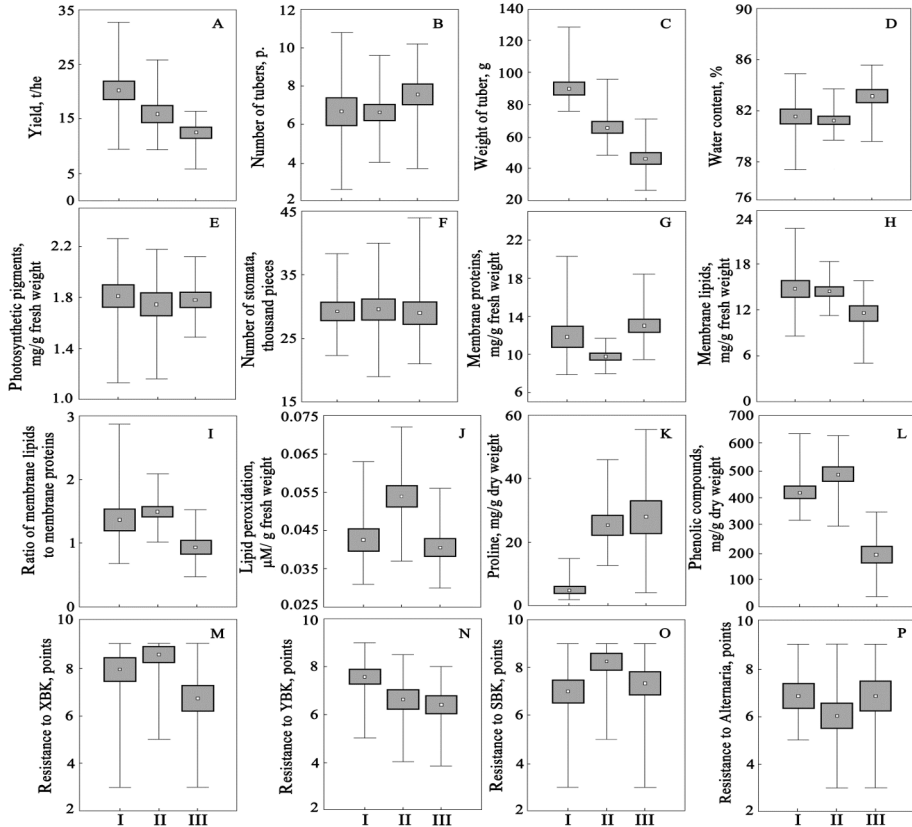 A
Yield, t/he
35
25
15
0
B
Number of tubers, p.
12
10
8
6
4
2
C
Weight of tuber, g
140
120
100
80
60
40
20
D
Water content, %
90
86
82
78
76
E
Photosynthetic pigments,
mg/g fresh weight
2.2
1.8
1.4
1.0
F
Number of stomata,
thousand pieces
45
35
25
15
G
Membrane proteins,
mg/g fresh weight
22
18
14
10
6
H
Membrane lipids,
mg/g fresh weight
24
15
6
0
I
Ratio of membrane lipids
to membrane proteins
3
2
1
0
J
Lipid peroxidation,
µM/ g fresh weight
0.075
0.065
0.055
0.045
0.035
0.025
K
Proline, mg/g dry weight
60
40
20
0
L
Phenolic compounds,
mg/g dry weight
700
600
500
400
300
200
100
0
M
Resistance to XBK, points
10
8
6
4
2
I II III
N
Resistance to YBK, points
10
8
6
4
2
I II III
O
Resistance to SBK, points
10
8
6
4
2
I II III
P
Resistance to Alternaria, points
10
8
6
4
2
I II III